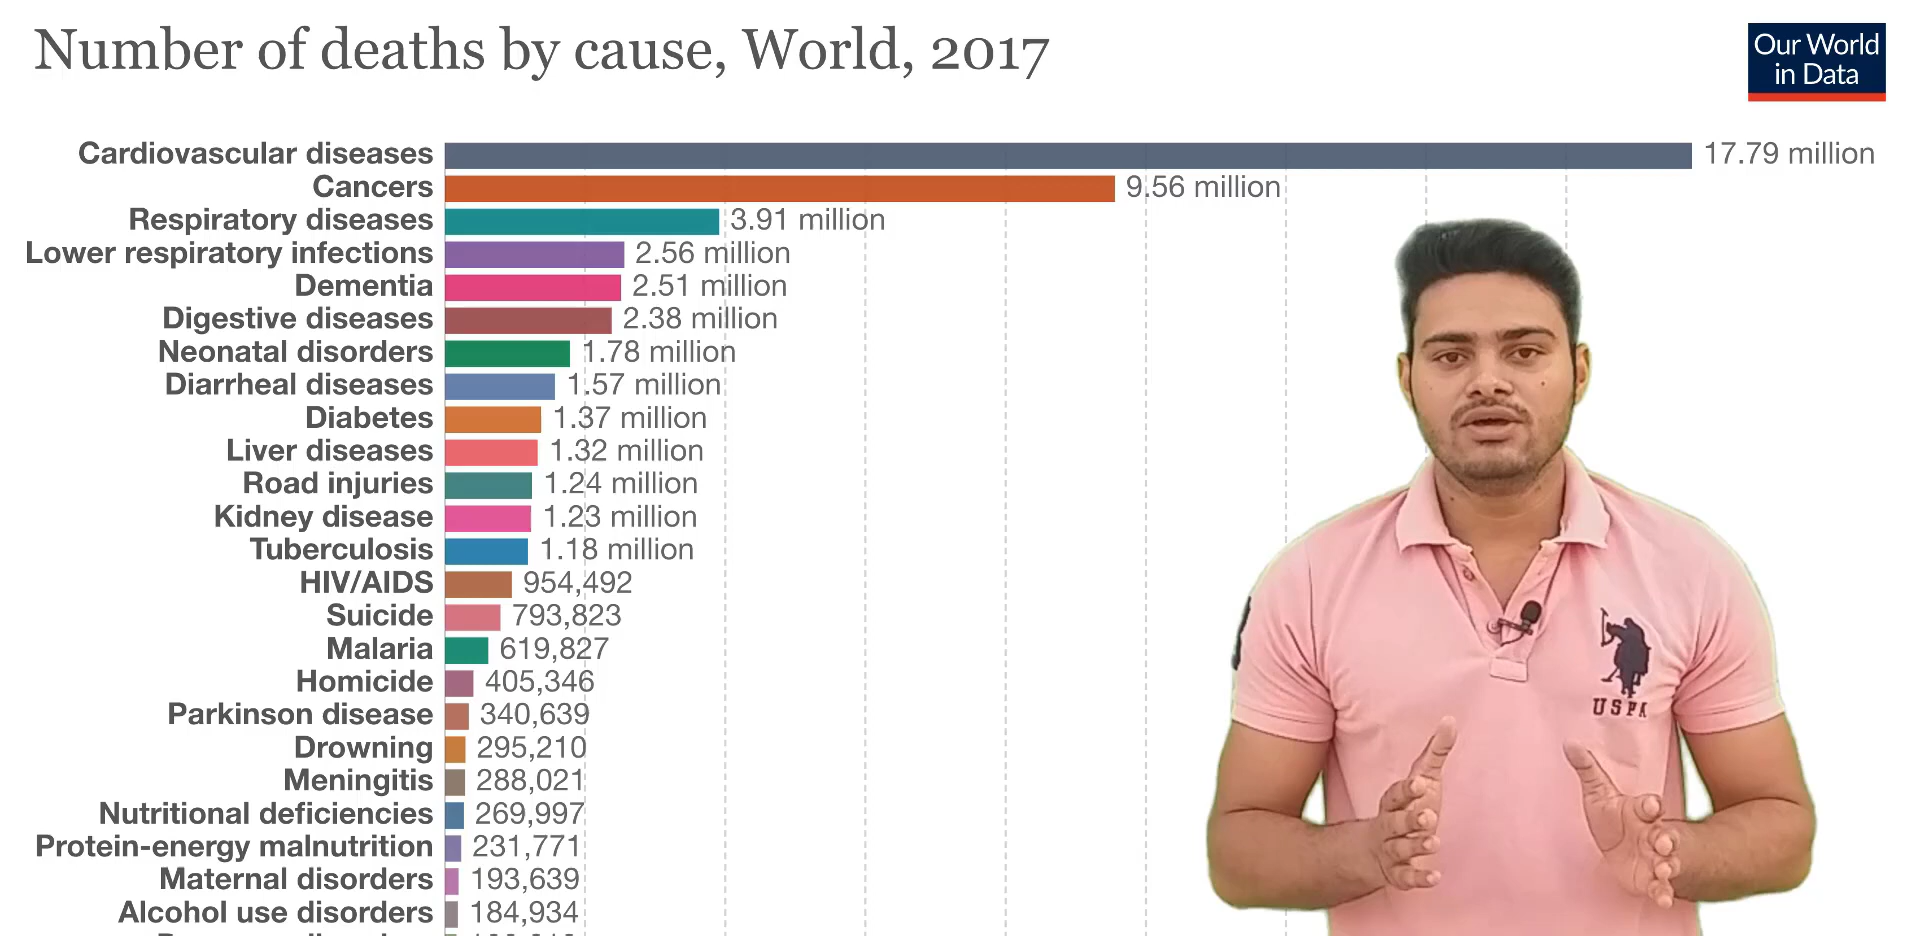 Number of deaths by cause, World, 2017
Our World
in Data
Cardiovascular diseases 17.79 million
Cancers 9.56 million
Respiratory diseases 3.91 million
Lower respiratory infections 2.56 million
Dementia 2.51 million
Digestive diseases 2.38 million
Neonatal disorders 1.78 million
Diarrheal diseases 1.57 million
Diabetes 1.37 million
Liver diseases 1.32 million
Road injuries 1.24 million
Kidney disease 1.23 million
Tuberculosis 1.18 million
HIV/AIDS 954,492
Suicide 793,823
Malaria 619,827
Homicide 405,346
Parkinson disease 340,639
Drowning 295,210
Meningitis 288,021
Nutritional deficiencies 269,997
Protein-energy malnutrition 231,771
Maternal disorders 193,639
Alcohol use disorders 184,934
USPA